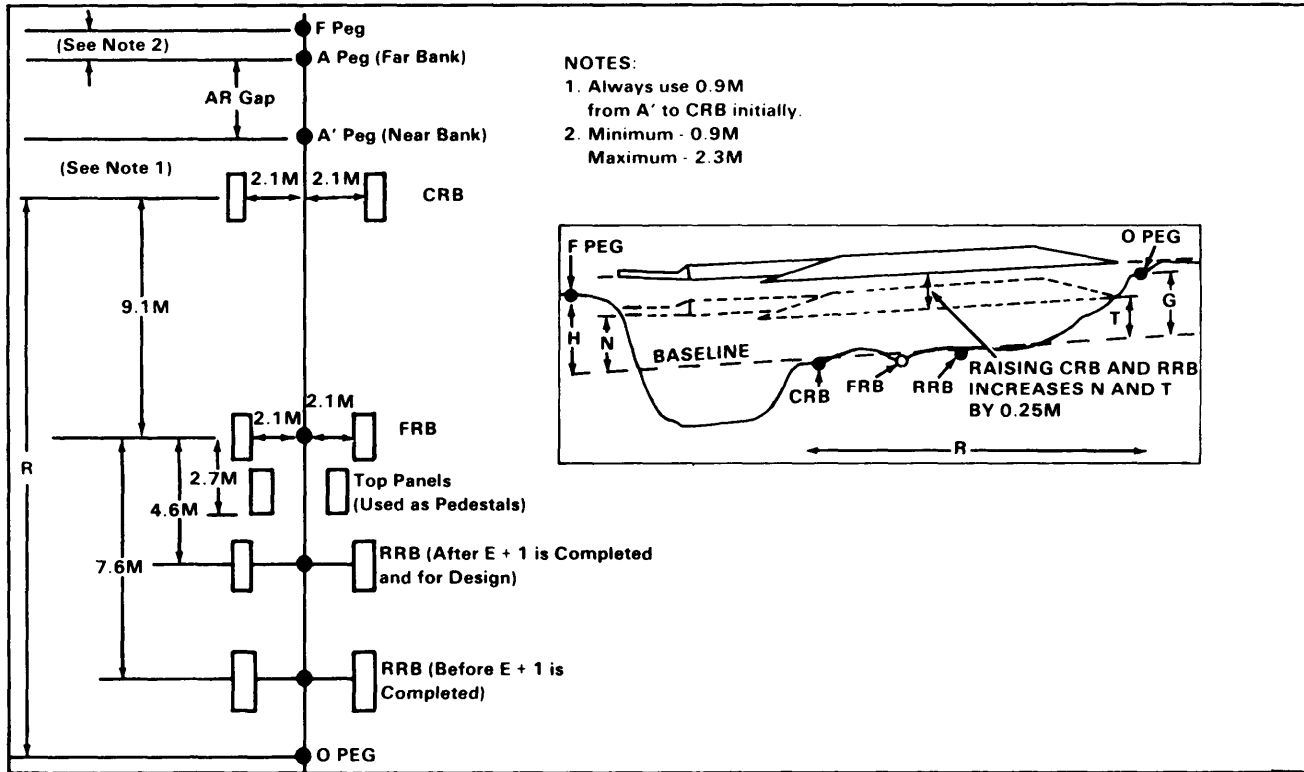 F Peg
(See Note 2)
A Peg (Far Bank)
AR Gap
A' Peg (Near Bank)
(See Note 1)
2.1M 2.1M
CRB
9.1M
2.1M
2.1M
FRB
R
2.7M
Top Panels
(Used as Pedestals)
4.6M
RRB (After E + 1 is Completed
and for Design)
7.6M
RRB (Before E + 1 is
Completed)
O PEG
NOTES:
1. Always use 0.9M
from A' to CRB initially.
2. Minimum - 0.9M
Maximum - 2.3M
F PEG
O PEG
H
N
G
T
BASELINE
CRB
FRB
RRB
RAISING CRB AND RRB
INCREASES N AND T
BY 0.25M
R